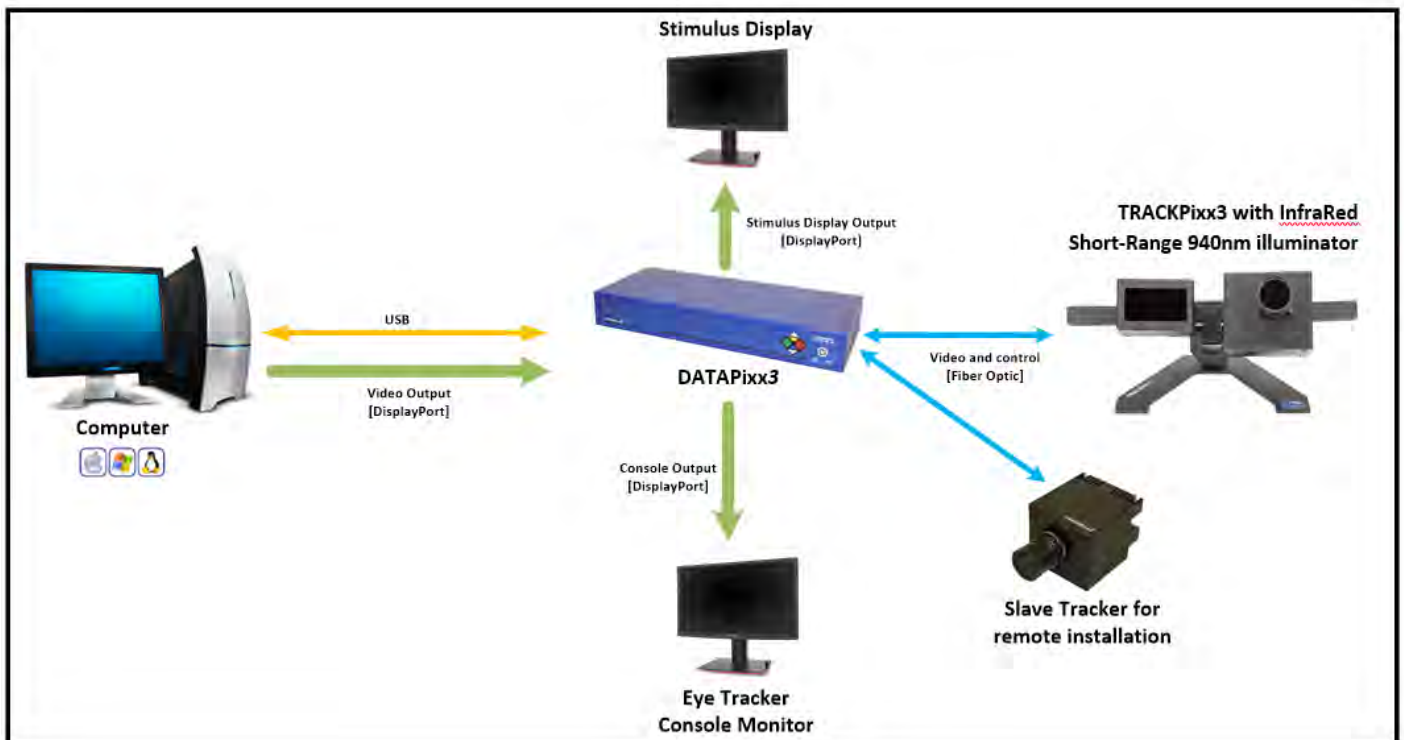 Stimulus Display
Stimulus Display Output
[DisplayPort]
TRACKPixx3 with InfraRed
Short-Range 940nm illuminator
USB
Video Output
[DisplayPort]
Computer
DATAPixx3
Video and control
[Fiber Optic]
Console Output
[DisplayPort]
Slave Tracker for
remote installation
Eye Tracker
Console Monitor